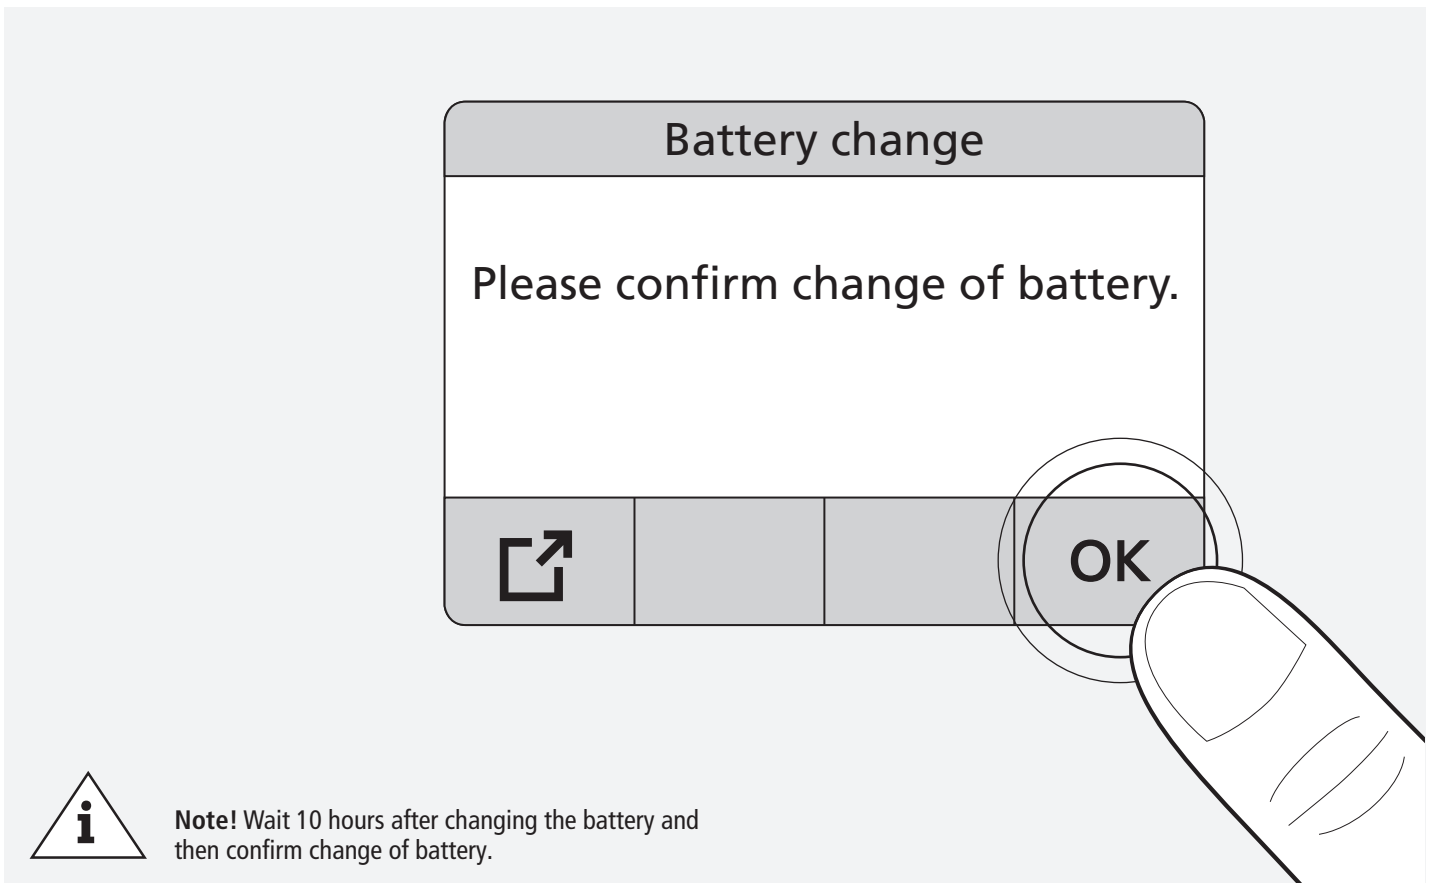 Battery change
Please confirm change of battery.
OK
i
Note! Wait 10 hours after changing the battery and
then confirm change of battery.